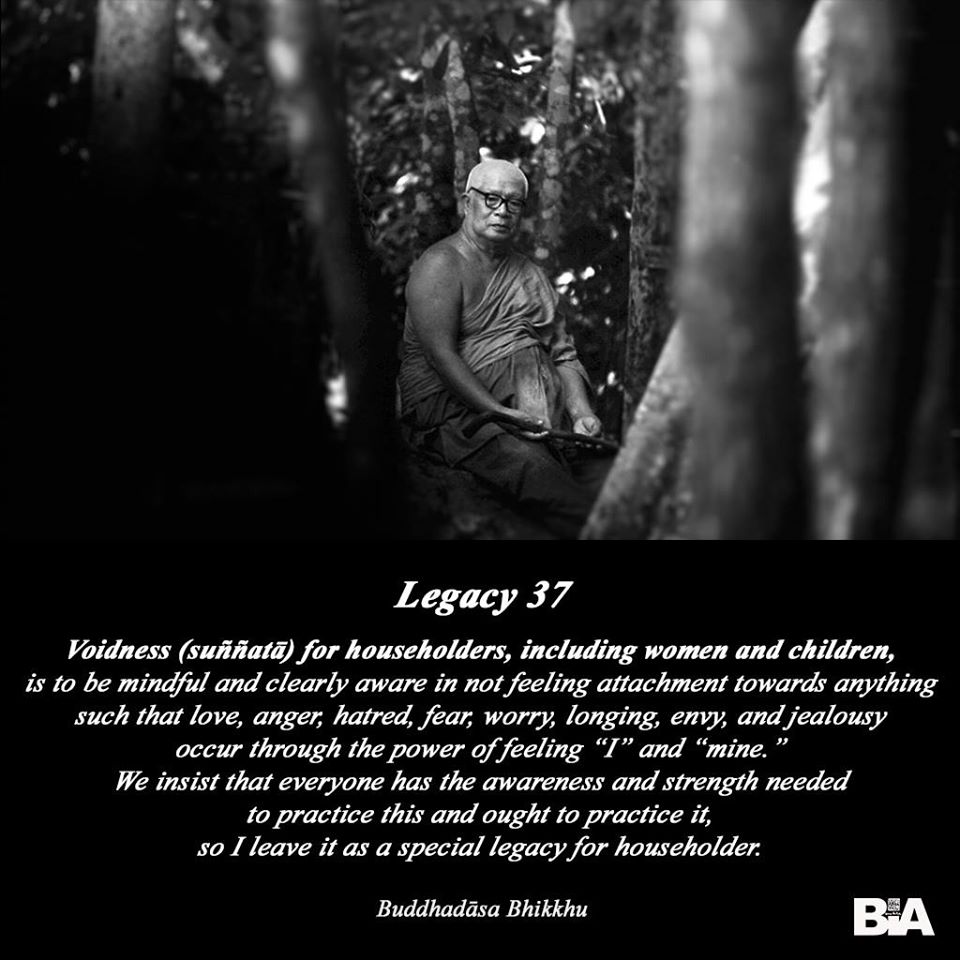 Legacy 37
Voidness (suññatā) for householders, including women and children,
is to be mindful and clearly aware in not feeling attachment towards anything
such that love, anger, hatred, fear, worry, longing, envy, and jealousy
occur through the power of feeling “I” and “mine.”
We insist that everyone has the awareness and strength needed
to practice this and ought to practice it,
so I leave it as a special legacy for householder.
Buddhadāsa Bhikkhu
BIA